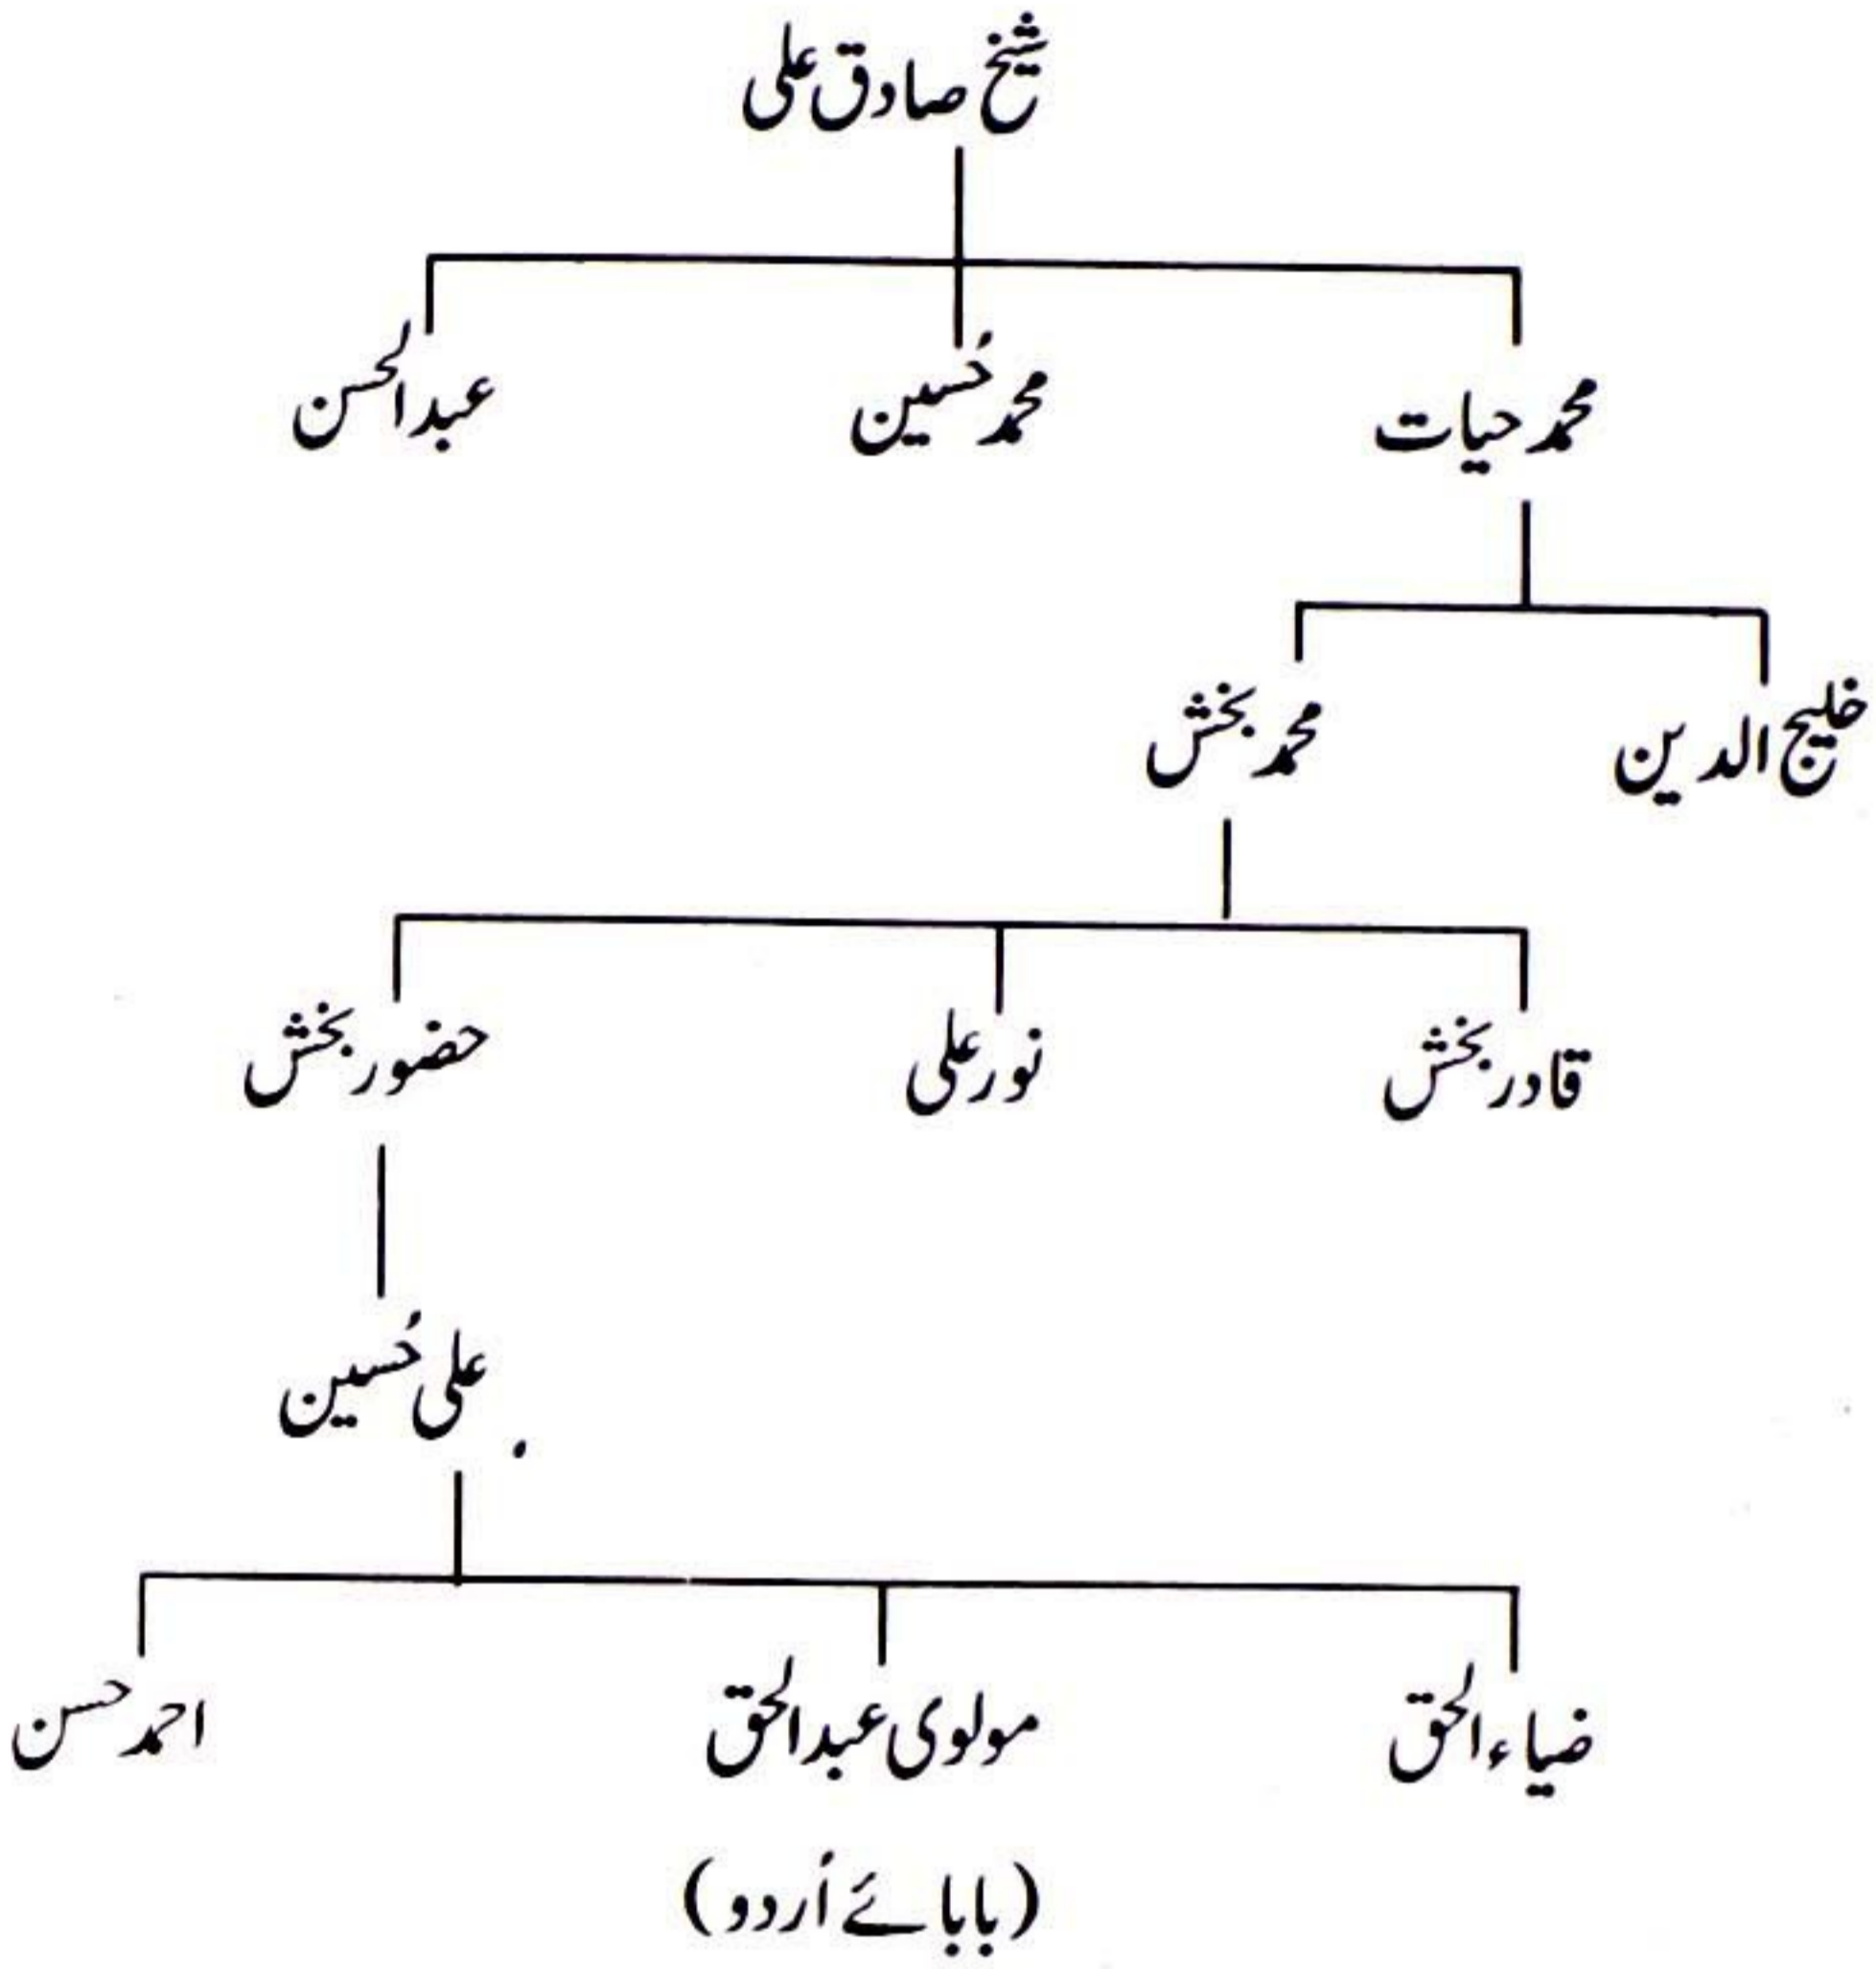 شیخ صادق علی
محمد حیات محمد حُسین عبدالحسن
خلیج الدین محمد بخش
قادر بخش نور علی حضور بخش
علی حُسین
ضیاء الحق مولوی عبدالحق احمد حسن
(بابائے اُردو)